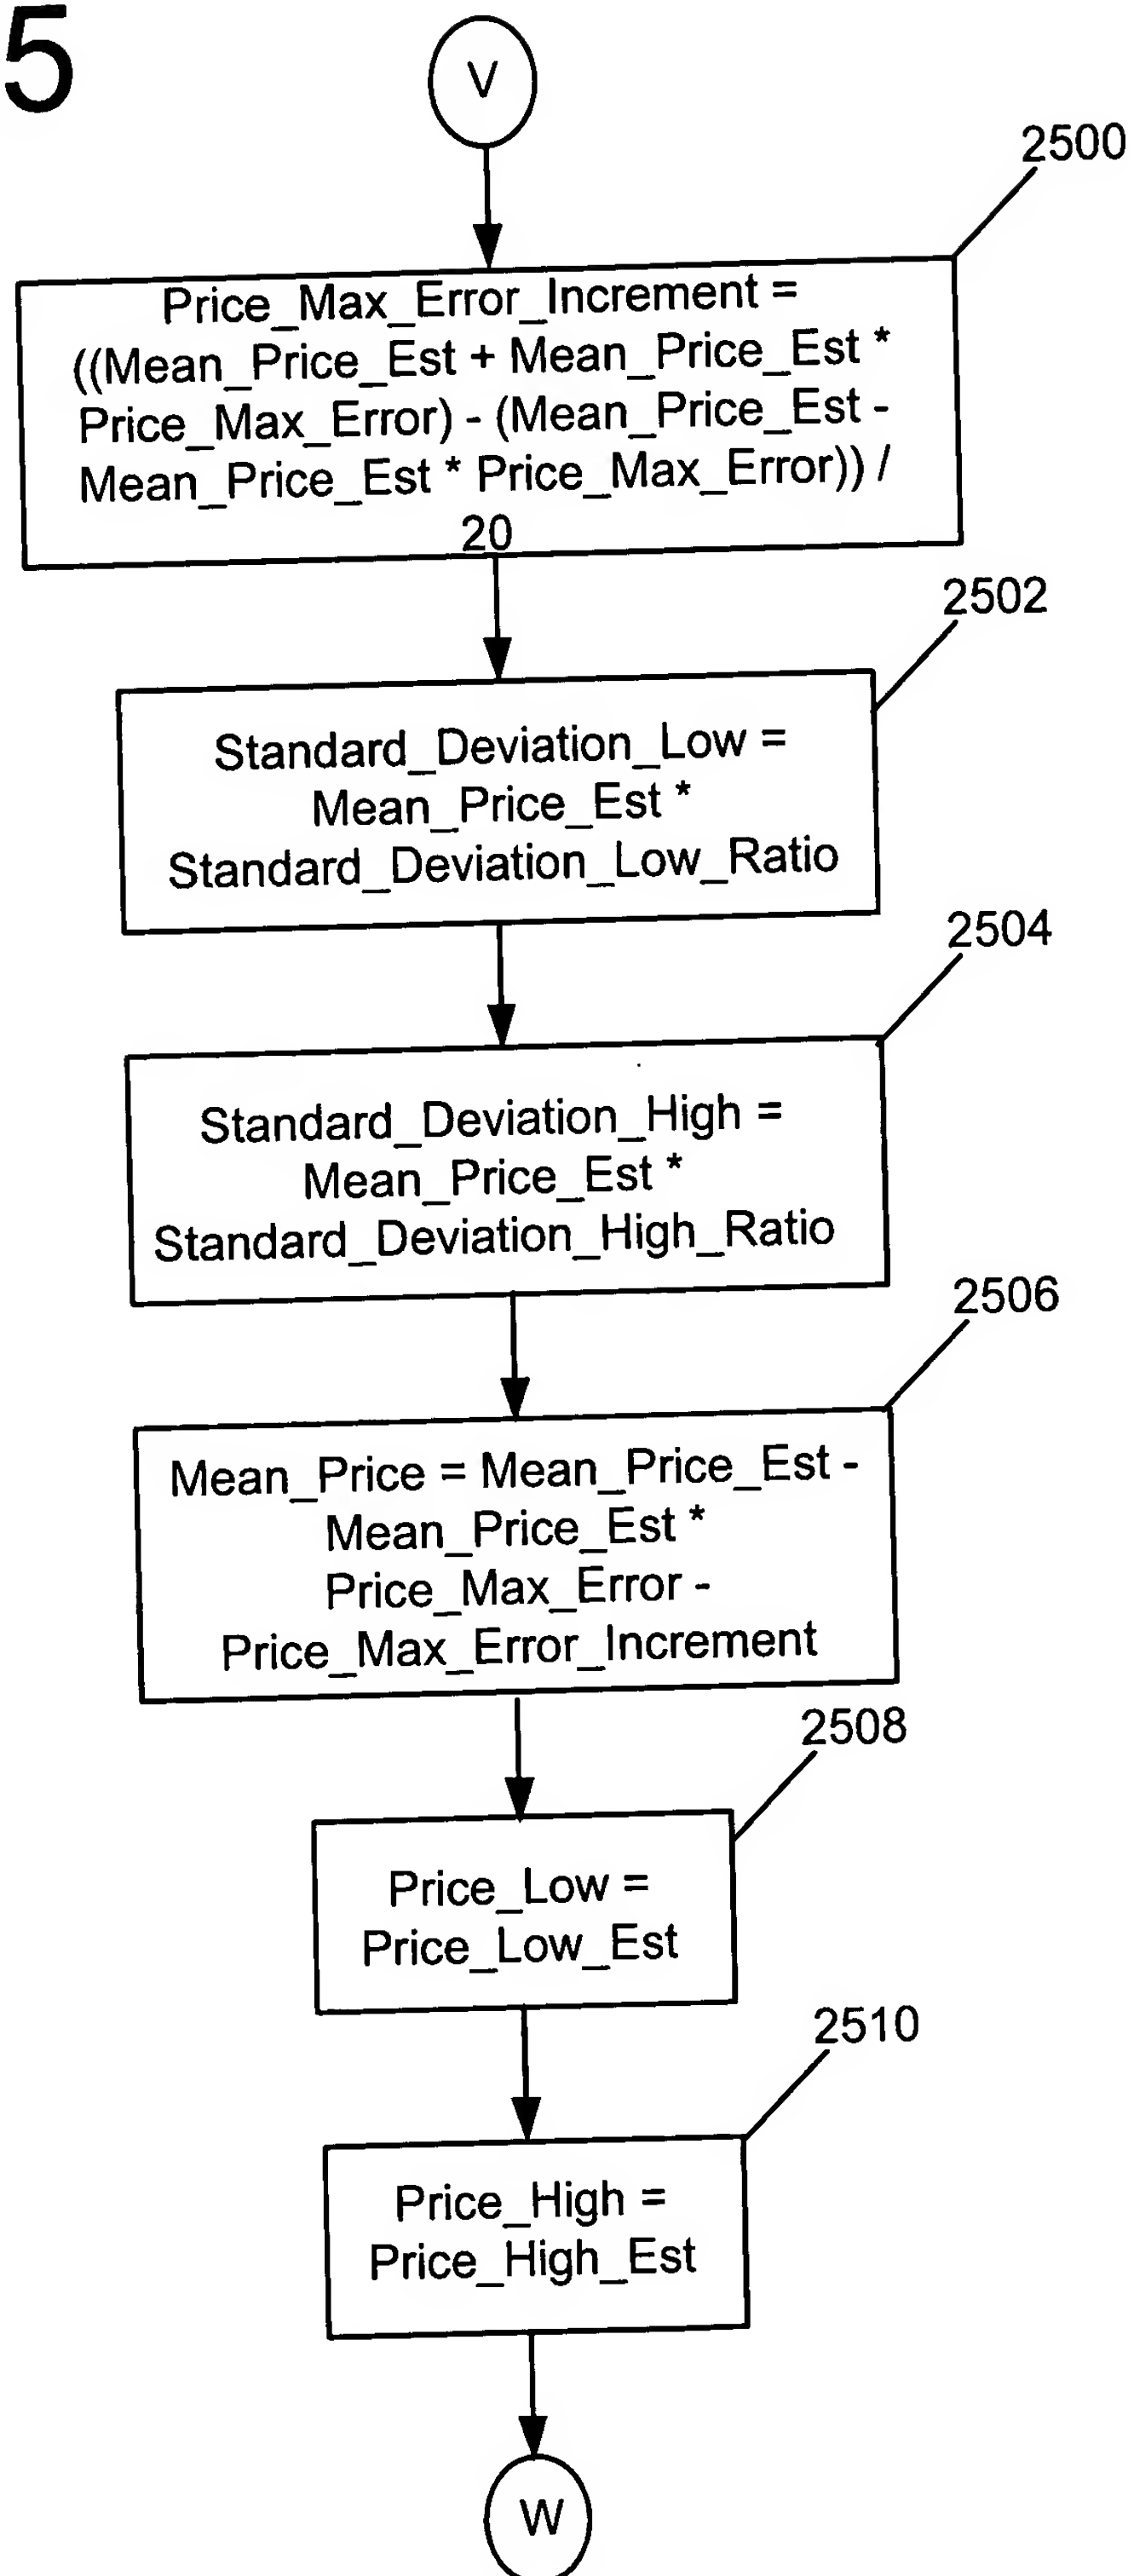 5
V
2500
Price_Max_Error_Increment =
((Mean_Price_Est + Mean_Price_Est *
Price_Max_Error) - (Mean_Price_Est -
Mean_Price_Est * Price_Max_Error)) /
20
2502
Standard_Deviation_Low =
Mean_Price_Est *
Standard_Deviation_Low_Ratio
2504
Standard_Deviation_High =
Mean_Price_Est *
Standard_Deviation_High_Ratio
2506
Mean_Price = Mean_Price_Est -
Mean_Price_Est *
Price_Max_Error -
Price_Max_Error_Increment
2508
Price_Low =
Price_Low_Est
2510
Price_High =
Price_High_Est
W